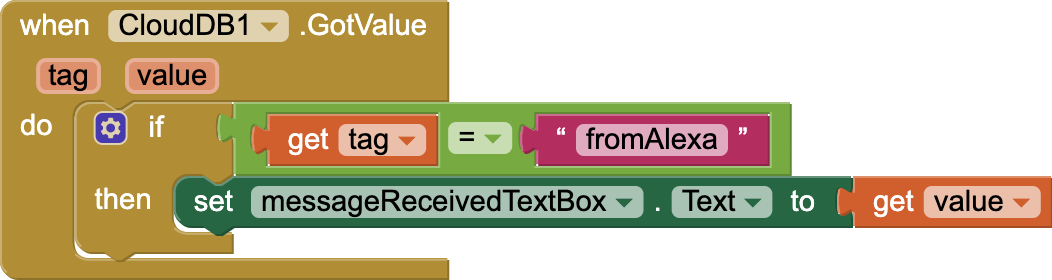 when CloudDB1 .GotValue
tag value
do if get tag = “ fromAlexa ”
then set messageReceivedTextBox . Text to get value